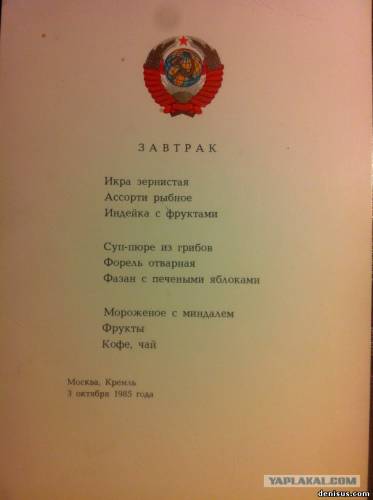 ЗАВТРАК
Икра зернистая
Ассорти рыбное
Индейка с фруктами
Суп-пюре из грибов
Форель отварная
Фазан с печеными яблоками
Мороженое с миндалем
Фрукты
Кофе, чай
Москва, Кремль
3 октября 1985 года
YAPLAKAL.COM
denisus.com